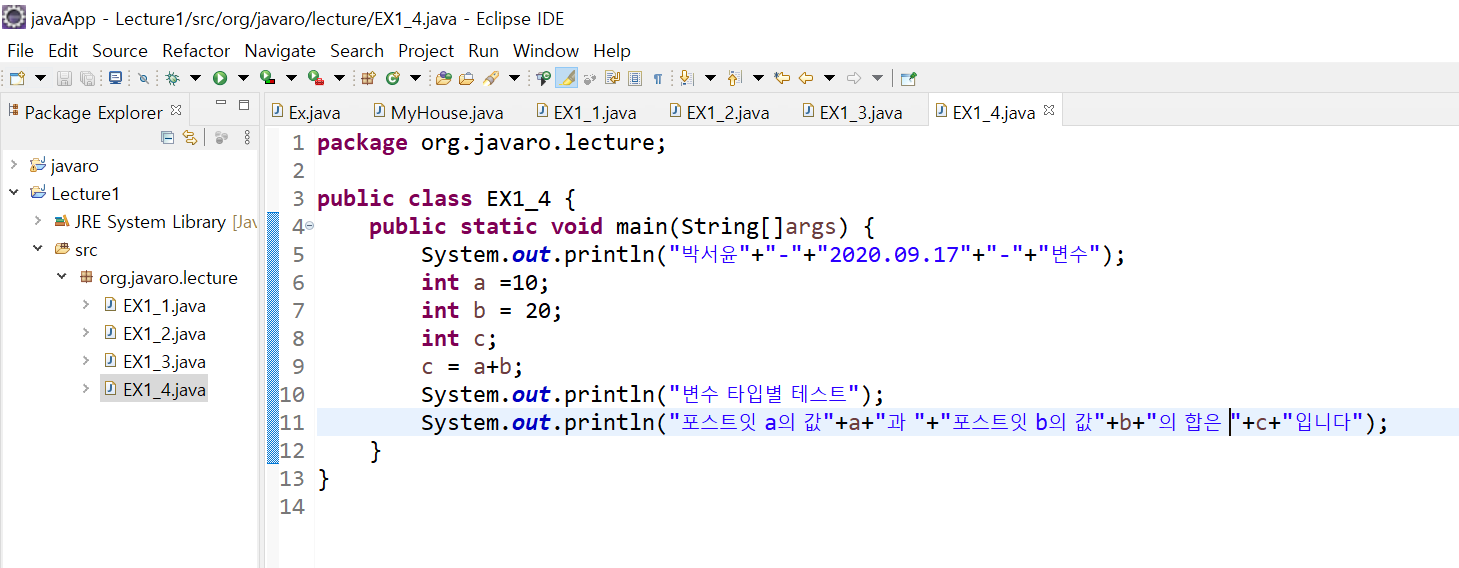 javaApp - Lecture1/src/org/javaro/lecture/EX1_4.java - Eclipse IDE
File Edit Source Refactor Navigate Search Project Run Window Help
Package Explorer
javaro
Lecture1
JRE System Library [Jav
src
org.javaro.lecture
EX1_1.java
EX1_2.java
EX1_3.java
EX1_4.java
Ex.java MyHouse.java EX1_1.java EX1_2.java EX1_3.java EX1_4.java
1 package org.javaro.lecture;
2
3 public class EX1_4 {
4 public static void main(String[]args) {
5 System.out.println("박서윤"+"-"+"2020.09.17"+"-"+"변수");
6 int a =10;
7 int b = 20;
8 int c;
9 c = a+b;
10 System.out.println("변수 타입별 테스트");
11 System.out.println("포스트잇 a의 값"+a+"과 "+"포스트잇 b의 값"+b+"의 합은 "+c+"입니다");
12 }
13 }
14